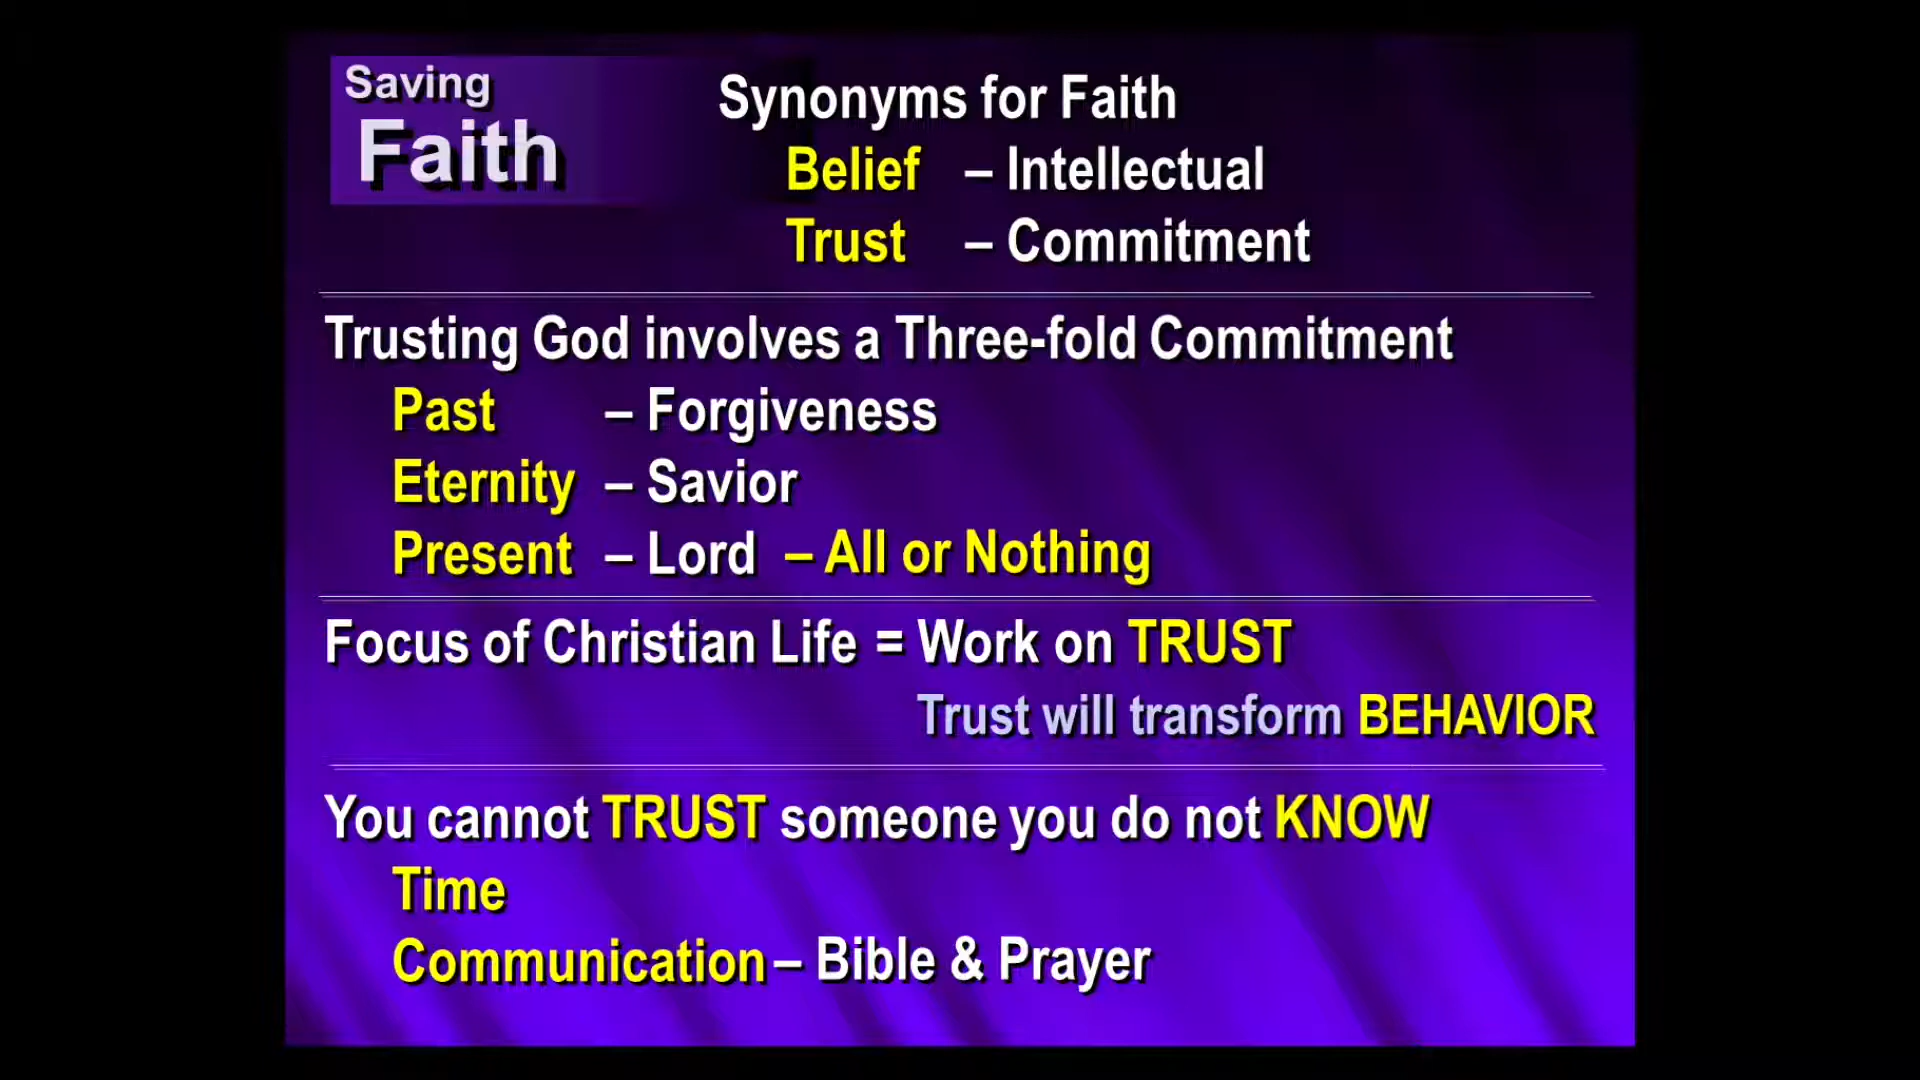 Saving
Faith
Synonyms for Faith
Belief – Intellectual
Trust – Commitment
Trusting God involves a Three-fold Commitment
Past – Forgiveness
Eternity – Savior
Present – Lord – All or Nothing
Focus of Christian Life = Work on TRUST
Trust will transform BEHAVIOR
You cannot TRUST someone you do not KNOW
Time
Communication – Bible & Prayer